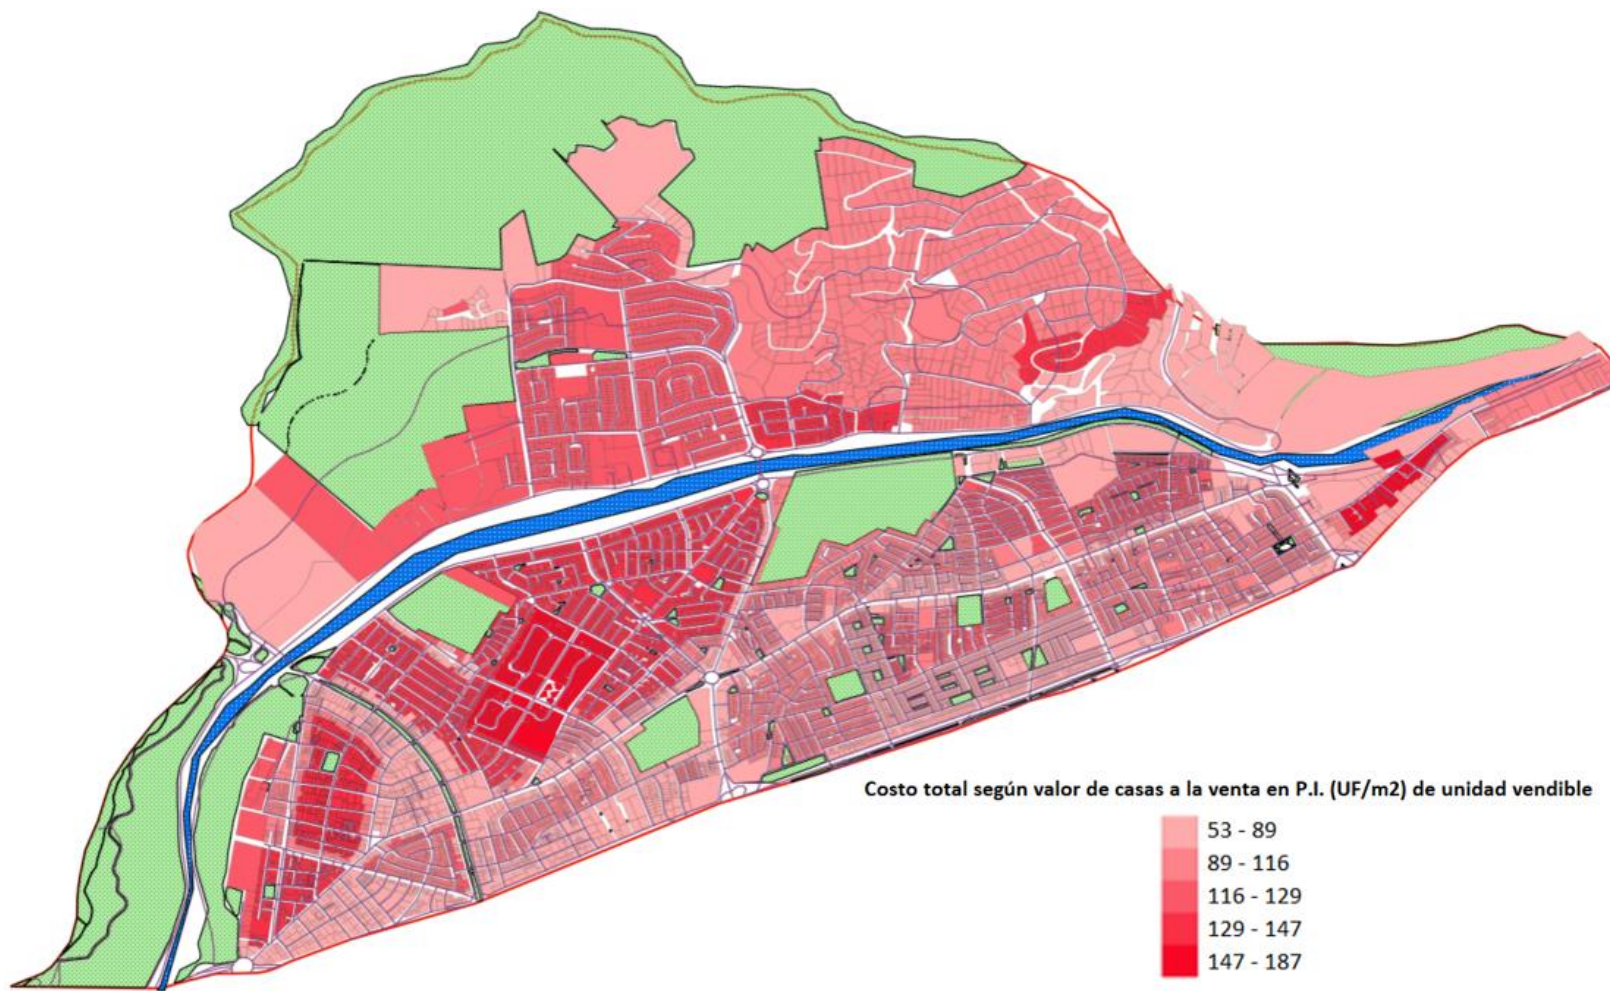 Costo total según valor de casas a la venta en P.I. (UF/m2) de unidad vendible
53 - 89
89 - 116
116 - 129
129 - 147
147 - 187